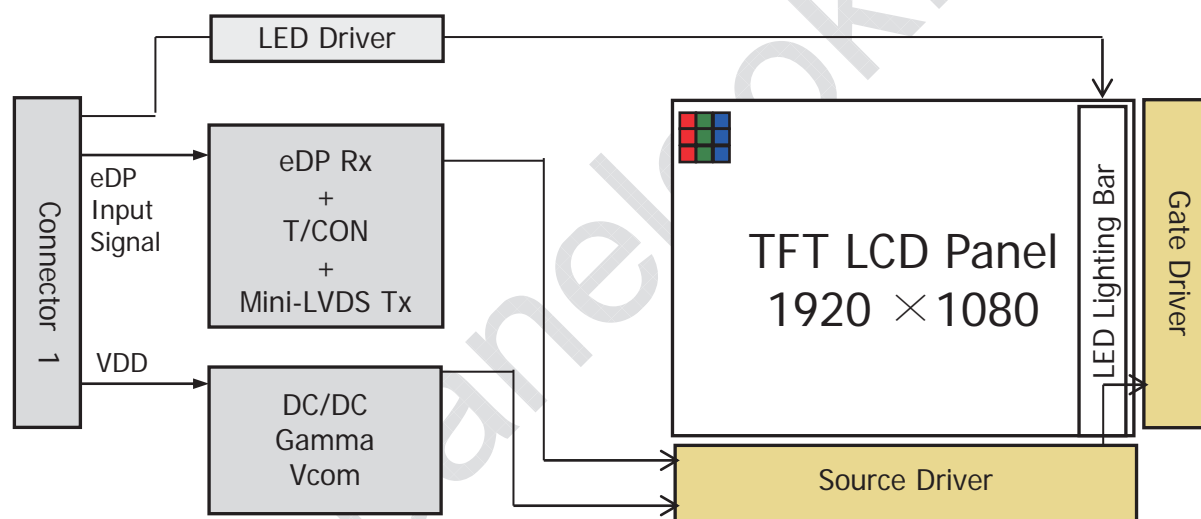 LED Driver
Connector 1
eDP
Input
Signal
eDP Rx
+
T/CON
+
Mini-LVDS Tx
VDD
DC/DC
Gamma
Vcom
TFT LCD Panel
1920 ×1080
LED Lighting Bar
Gate Driver
Source Driver